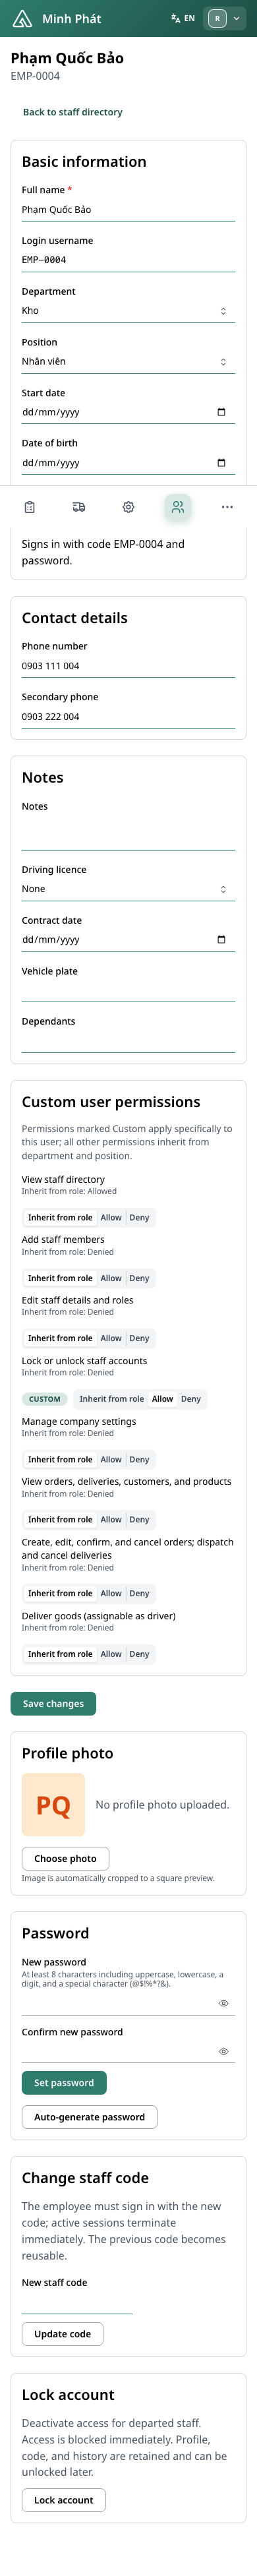 Minh Phát
EN
R
Phạm Quốc Bảo
EMP-0004
Back to staff directory
Basic information
Full name *
Phạm Quốc Bảo
Login username
EMP-0004
Department
Kho
Position
Nhân viên
Start date
dd/mm/yyyy
Date of birth
dd/mm/yyyy
Signs in with code EMP-0004 and
password.
Contact details
Phone number
0903 111 004
Secondary phone
0903 222 004
Notes
Notes
Driving licence
None
Contract date
dd/mm/yyyy
Vehicle plate
Dependants
Custom user permissions
Permissions marked Custom apply specifically to
this user; all other permissions inherit from
department and position.
View staff directory
Inherit from role: Allowed
Inherit from role Allow Deny
Add staff members
Inherit from role: Denied
Inherit from role Allow Deny
Edit staff details and roles
Inherit from role: Denied
Inherit from role Allow Deny
Lock or unlock staff accounts
Inherit from role: Denied
CUSTOM Inherit from role Allow Deny
Manage company settings
Inherit from role: Denied
Inherit from role Allow Deny
View orders, deliveries, customers, and products
Inherit from role: Denied
Inherit from role Allow Deny
Create, edit, confirm, and cancel orders; dispatch
and cancel deliveries
Inherit from role: Denied
Inherit from role Allow Deny
Deliver goods (assignable as driver)
Inherit from role: Denied
Inherit from role Allow Deny
Save changes
Profile photo
PQ
No profile photo uploaded.
Choose photo
Image is automatically cropped to a square preview.
Password
New password
At least 8 characters including uppercase, lowercase, a
digit, and a special character (@$!%*?&).
Confirm new password
Set password
Auto-generate password
Change staff code
The employee must sign in with the new
code; active sessions terminate
immediately. The previous code becomes
reusable.
New staff code
Update code
Lock account
Deactivate access for departed staff.
Access is blocked immediately. Profile,
code, and history are retained and can be
unlocked later.
Lock account